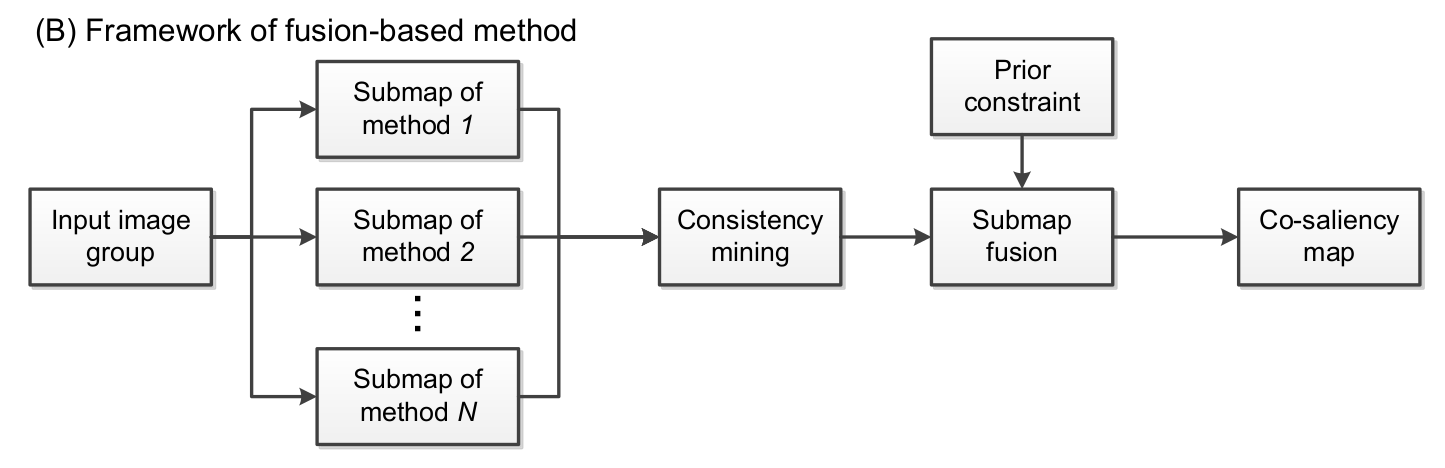 (B) Framework of fusion-based method
Input image
group
Submap of
method 1
Submap of
method 2
⋮
Submap of
method N
Consistency
mining
Prior
constraint
Submap
fusion
Co-saliency
map